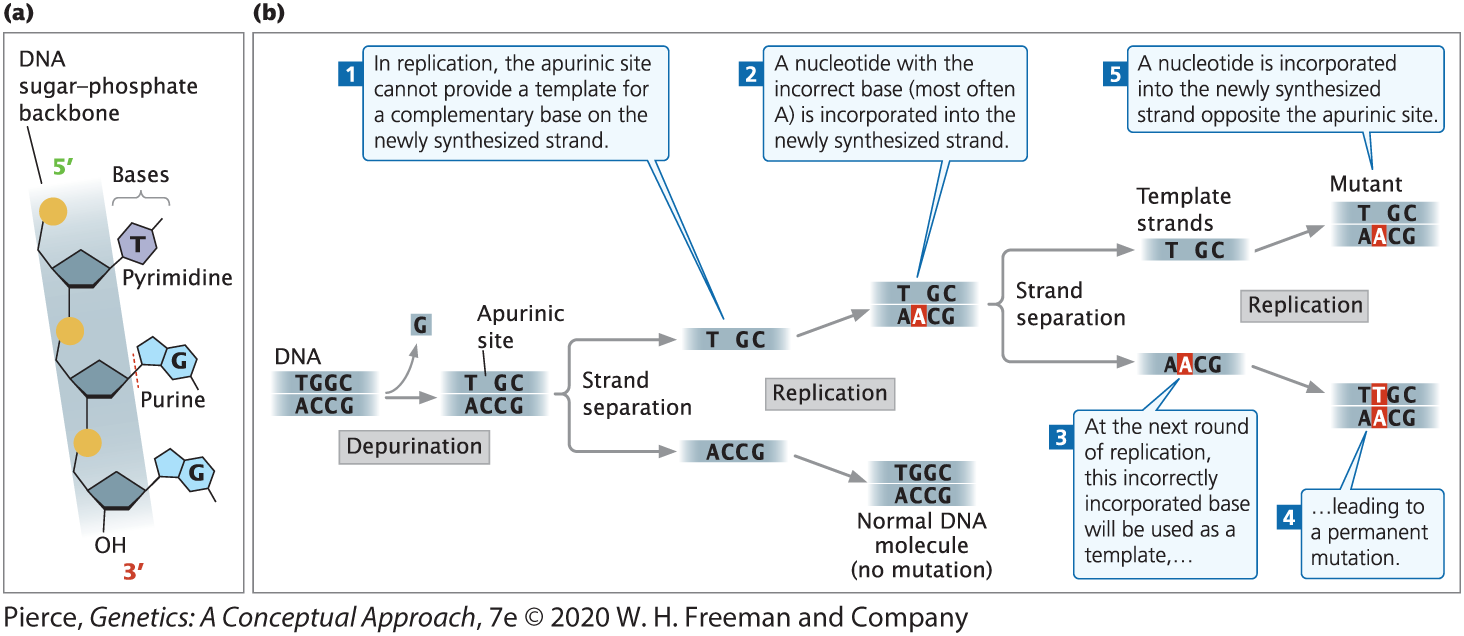 (a)
DNA
sugar–phosphate
backbone
5′
Bases
T
Pyrimidine
G
Purine
G
OH
3′
(b)
1
In replication, the apurinic site
cannot provide a template for
a complementary base on the
newly synthesized strand.
2
A nucleotide with the
incorrect base (most often
A) is incorporated into the
newly synthesized strand.
5
A nucleotide is incorporated
into the newly synthesized
strand opposite the apurinic site.
DNA
TGGC
ACCG
G
Depurination
Apurinic
site
T GC
ACCG
Strand
separation
T GC
ACCG
Replication
T GC
AACG
TGGC
ACCG
Normal DNA
molecule
(no mutation)
Strand
separation
Template
strands
T GC
AACG
Replication
Mutant
T GC
AACG
TTGC
AACG
3
At the next round
of replication,
this incorrectly
incorporated base
will be used as a
template,…
4
…leading to
a permanent
mutation.
Pierce, Genetics: A Conceptual Approach, 7e © 2020 W. H. Freeman and Company